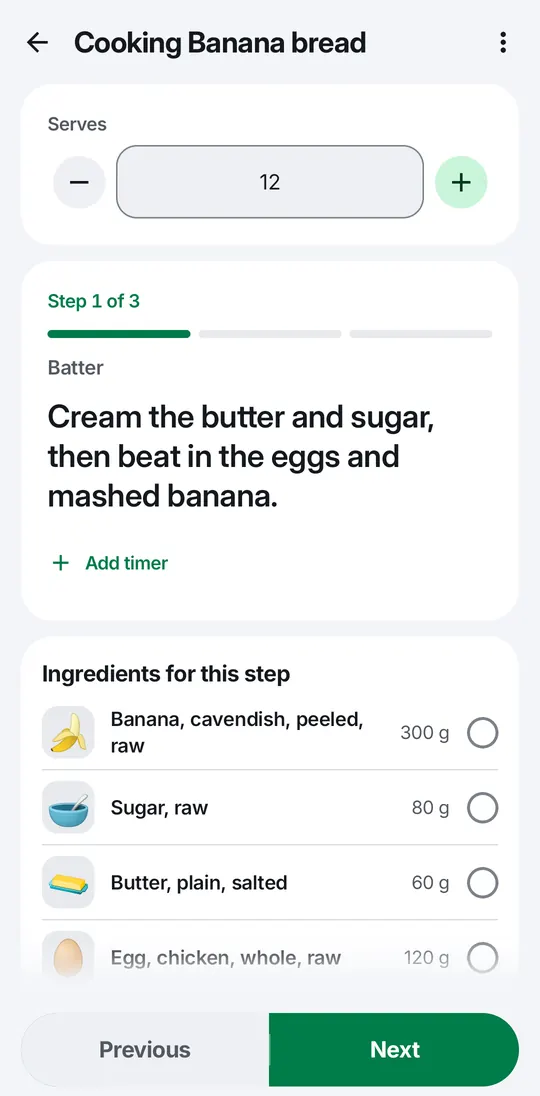 Cooking Banana bread
Serves
12
Step 1 of 3
Batter
Cream the butter and sugar,
then beat in the eggs and
mashed banana.
Add timer
Ingredients for this step
Banana, cavendish, peeled,
raw
300 g
Sugar, raw
80 g
Butter, plain, salted
60 g
Egg, chicken, whole, raw
120 g
Previous
Next